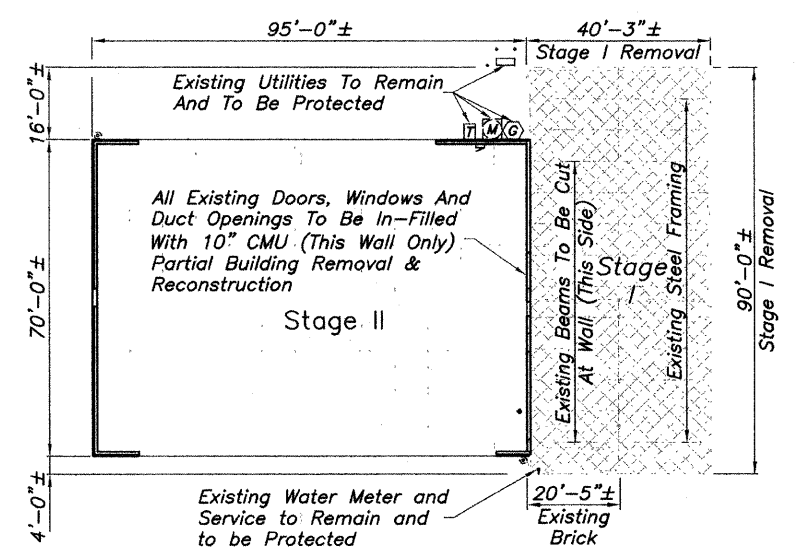 95'-0"±
40'-3"±
Stage I Removal
16'-0"±
Existing Utilities To Remain
And To Be Protected
T
M
G
All Existing Doors, Windows And
Duct Openings To Be In-Filled
With 10" CMU (This Wall Only)
Partial Building Removal &
Reconstruction
Stage II
70'-0"±
Existing Beams To Be Cut
At Wall (This Side)
Stage
I
Existing Steel Framing
90'-0"±
Stage I Removal
4'-0"±
Existing Water Meter and
Service to Remain and
to be Protected
20'-5"±
Existing
Brick